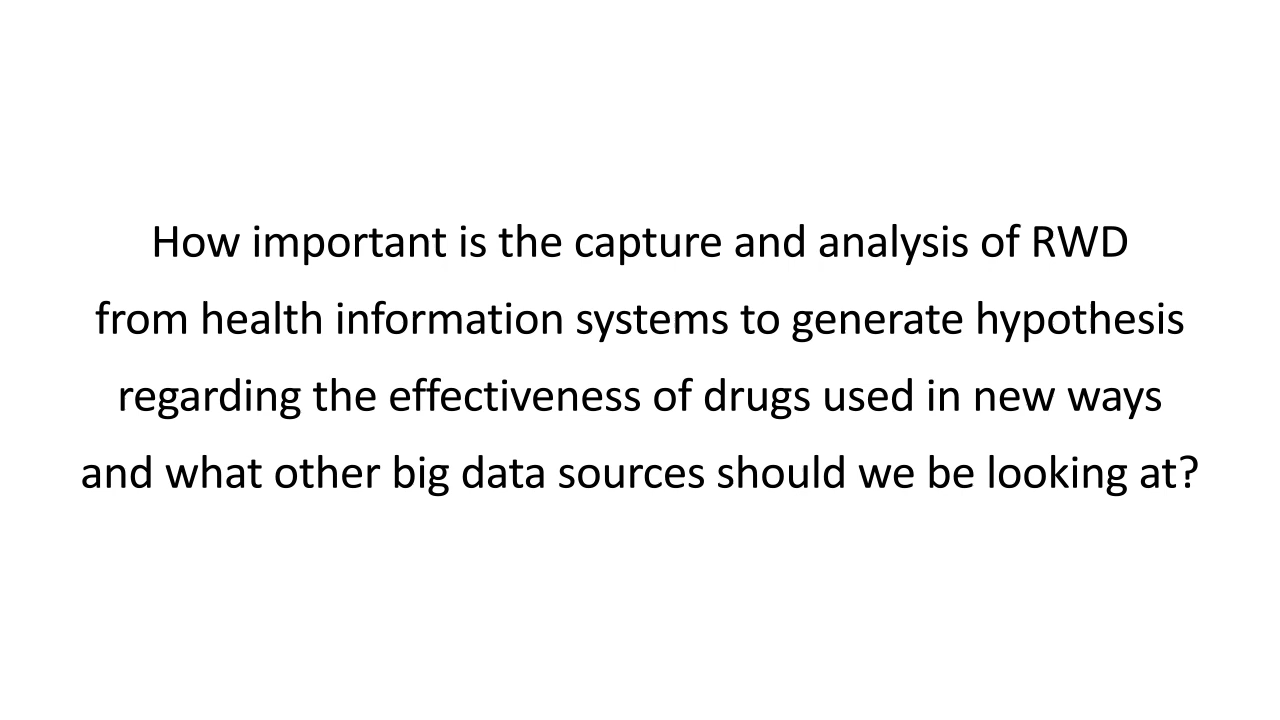 How important is the capture and analysis of RWD
from health information systems to generate hypothesis
regarding the effectiveness of drugs used in new ways
and what other big data sources should we be looking at?